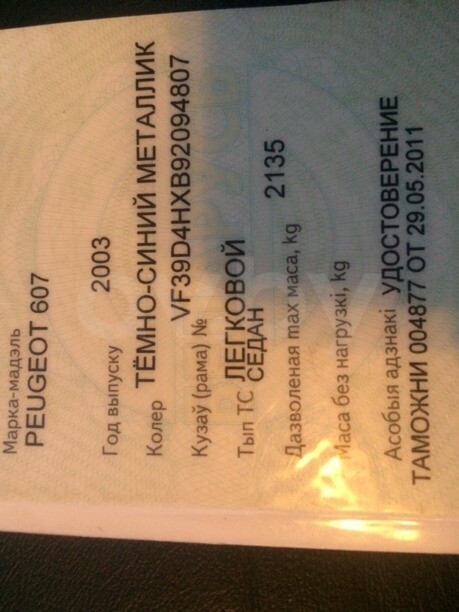 Марка-мадэль
PEUGEOT 607
Год выпуску 2003
Колер ТЁМНО-СИНИЙ МЕТАЛЛИК
Кузаў (рама) № VF39D4HXB92094807
Тып ТС ЛЕГКОВОЙ
СЕДАН
Дазволеная max маса, kg 2135
Маса без нагрузкі, kg
Асобыя адзнакі УДОСТОВЕРЕНИЕ
ТАМОЖНИ 004877 ОТ 29.05.2011